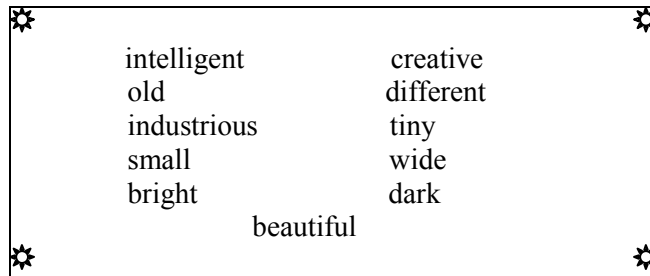 intelligent creative
old different
industrious tiny
small wide
bright dark
beautiful